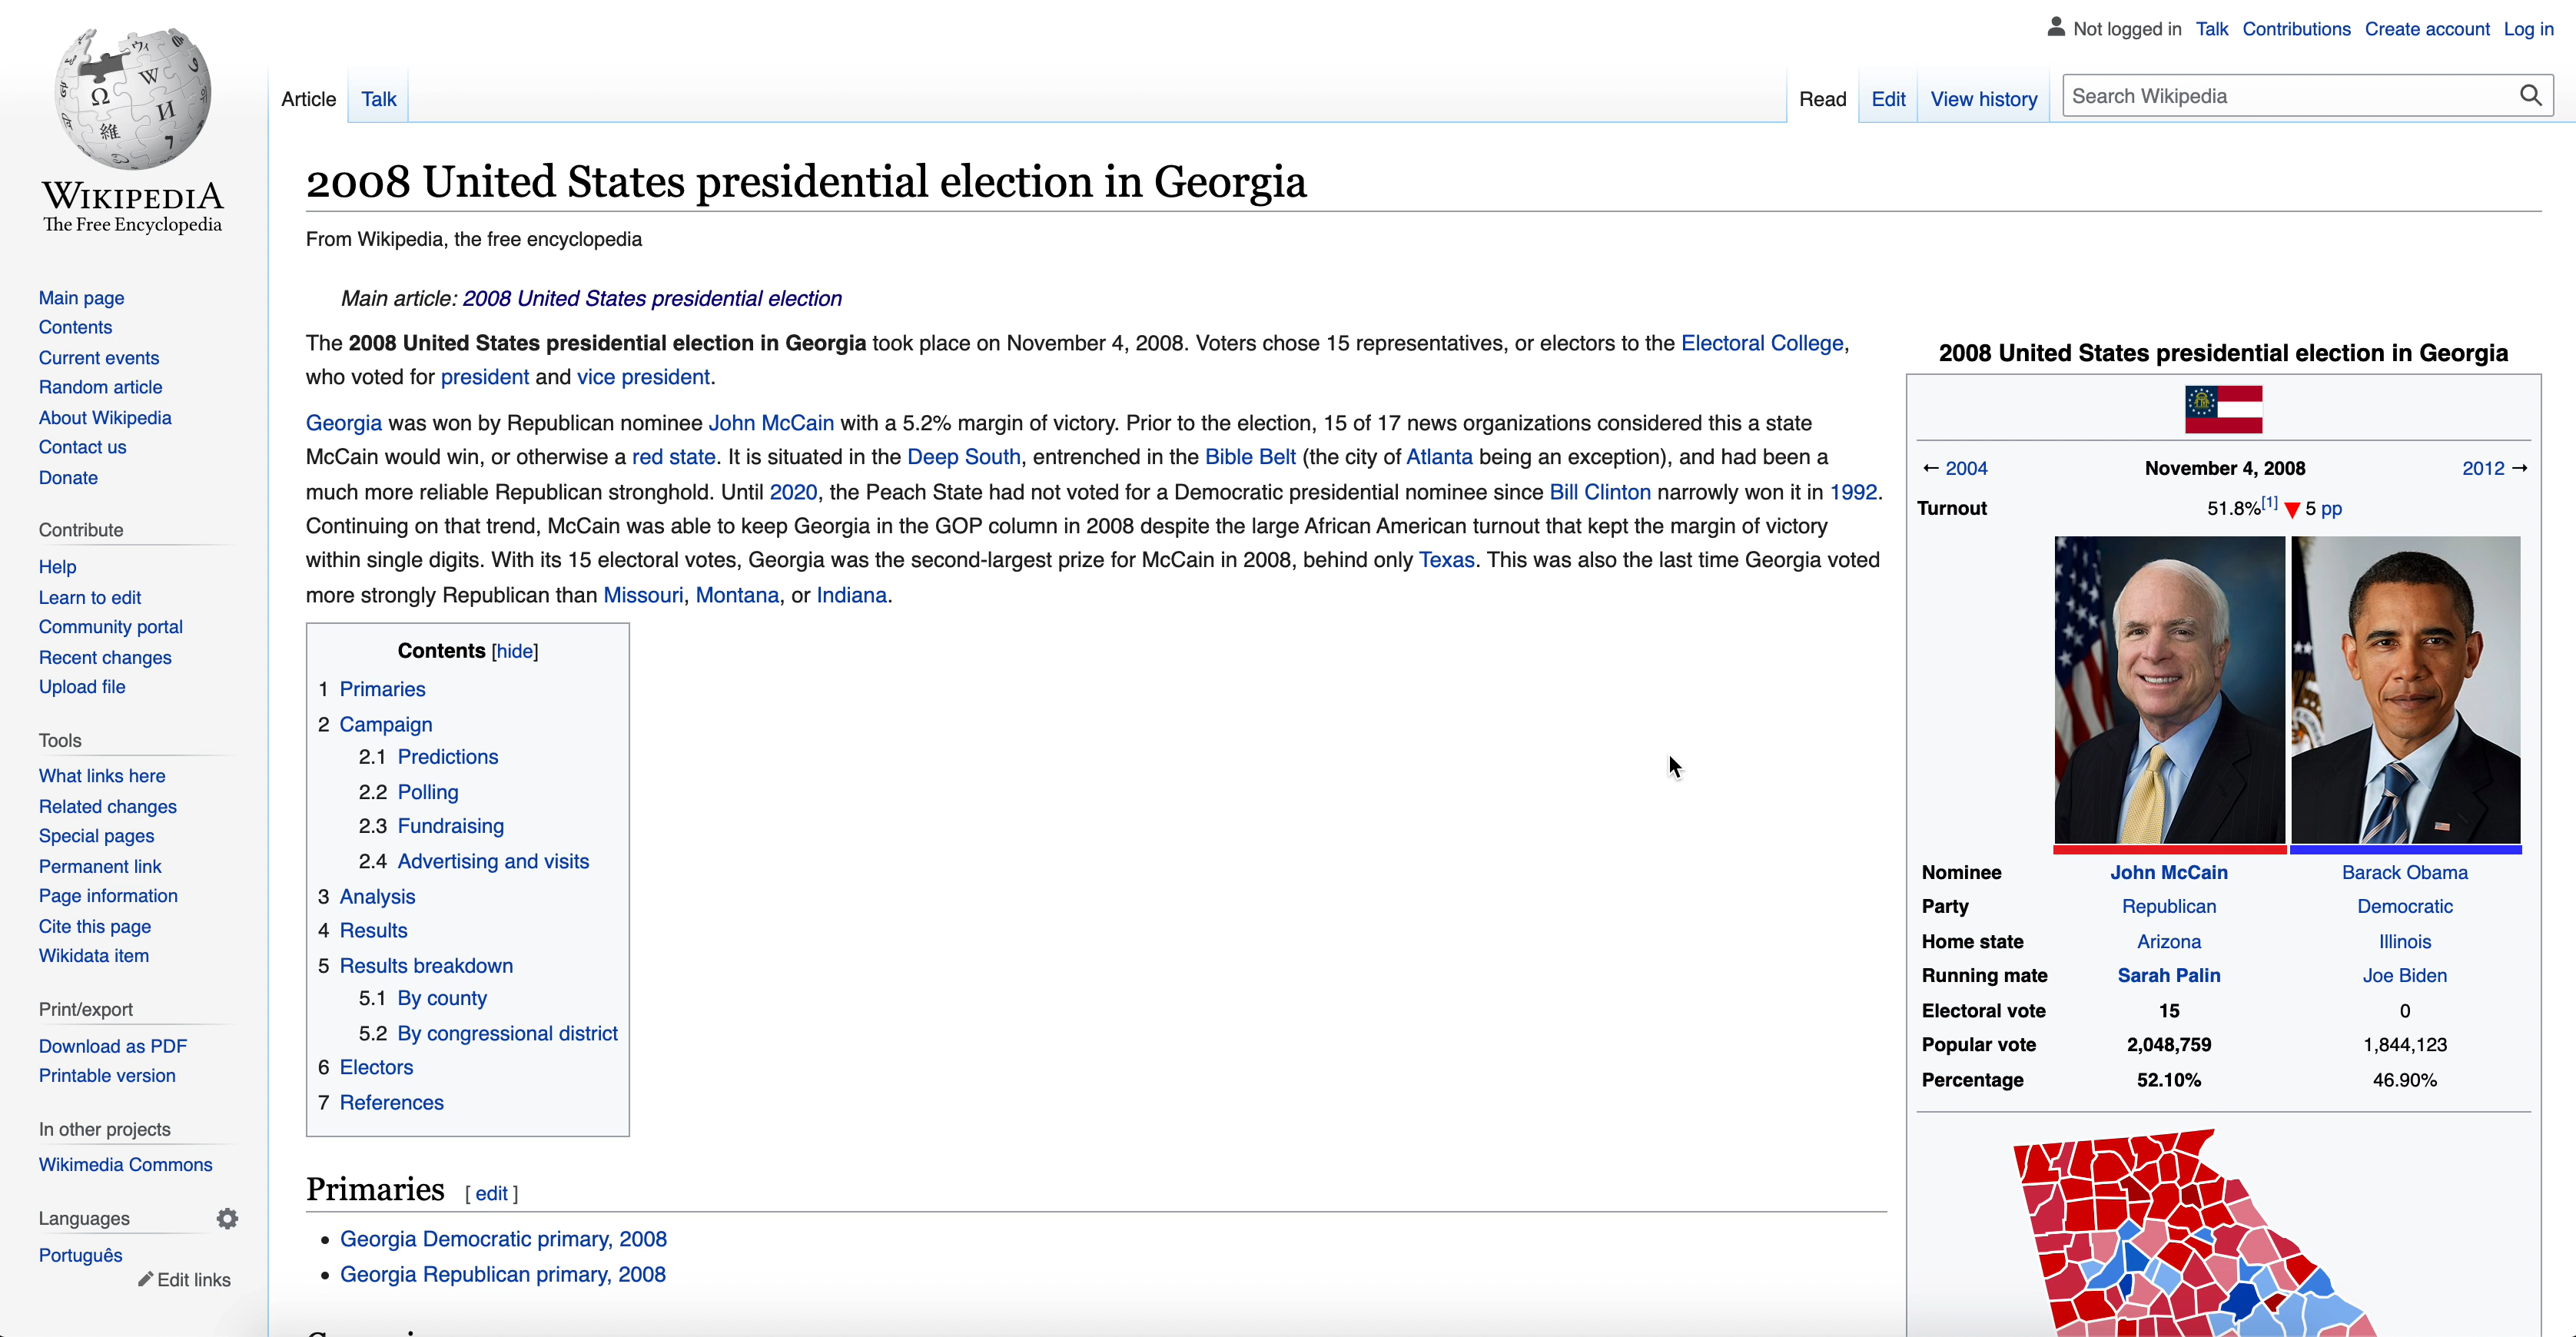 Not logged in Talk Contributions Create account Log in
Article Talk Read Edit View history Search Wikipedia
WIKIPEDIA
The Free Encyclopedia
Main page
Contents
Current events
Random article
About Wikipedia
Contact us
Donate
Contribute
Help
Learn to edit
Community portal
Recent changes
Upload file
Tools
What links here
Related changes
Special pages
Permanent link
Page information
Cite this page
Wikidata item
Print/export
Download as PDF
Printable version
In other projects
Wikimedia Commons
Languages
Português
Edit links
2008 United States presidential election in Georgia
From Wikipedia, the free encyclopedia
Main article: 2008 United States presidential election
The 2008 United States presidential election in Georgia took place on November 4, 2008. Voters chose 15 representatives, or electors to the Electoral College,
who voted for president and vice president.
Georgia was won by Republican nominee John McCain with a 5.2% margin of victory. Prior to the election, 15 of 17 news organizations considered this a state
McCain would win, or otherwise a red state. It is situated in the Deep South, entrenched in the Bible Belt (the city of Atlanta being an exception), and had been a
much more reliable Republican stronghold. Until 2020, the Peach State had not voted for a Democratic presidential nominee since Bill Clinton narrowly won it in 1992.
Continuing on that trend, McCain was able to keep Georgia in the GOP column in 2008 despite the large African American turnout that kept the margin of victory
within single digits. With its 15 electoral votes, Georgia was the second-largest prize for McCain in 2008, behind only Texas. This was also the last time Georgia voted
more strongly Republican than Missouri, Montana, or Indiana.
Contents [hide]
1 Primaries
2 Campaign
2.1 Predictions
2.2 Polling
2.3 Fundraising
2.4 Advertising and visits
3 Analysis
4 Results
5 Results breakdown
5.1 By county
5.2 By congressional district
6 Electors
7 References
Primaries [ edit ]
• Georgia Democratic primary, 2008
• Georgia Republican primary, 2008
2008 United States presidential election in Georgia
← 2004 November 4, 2008 2012 →
Turnout 51.8%[1] ▼ 5 pp
Nominee John McCain Barack Obama
Party Republican Democratic
Home state Arizona Illinois
Running mate Sarah Palin Joe Biden
Electoral vote 15 0
Popular vote 2,048,759 1,844,123
Percentage 52.10% 46.90%